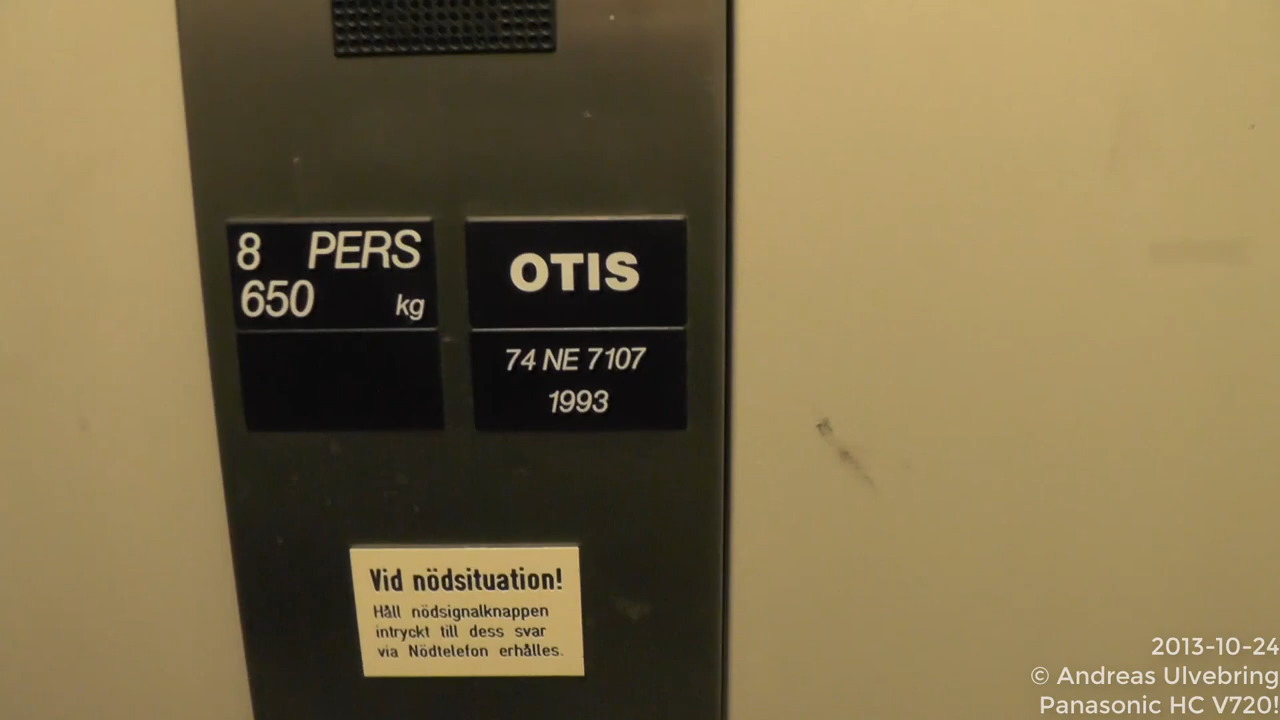 8 PERS
650 kg
OTIS
74 NE 7107
1993
Vid nödsituation!
Håll nödsignalknappen
intryckt till dess svar
via Nödtelefon erhålles.
2013-10-24
© Andreas Ulvebring
Panasonic HC V720!